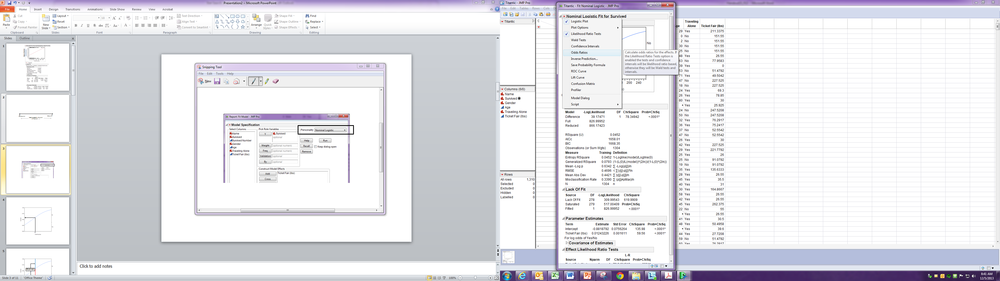 Presentation2 - Microsoft PowerPoint
File Home Insert Design Transitions Animations Slide Show Review View Acrobat
Cut
Copy
Format Painter
Paste
Clipboard
New Slide
Layout
Reset
Section
Slides
18
Font
Paragraph
Text Direction
Align Text
Convert to SmartArt
Arrange
Quick Styles
Shape Fill
Shape Outline
Shape Effects
Drawing
Find
Replace
Select
Editing
Slides Outline
1
2
3
4
5
Snipping Tool
File Edit Tools Help
New
Report: Fit Model - JMP Pro
Model Specification
Select Columns
Name
Survived
Survived Number
Gender
Age
Traveling Alone
Ticket Fair (lbs)
Pick Role Variables
Y Survived
optional
Weight optional numeric
Freq optional numeric
Validation optional
By optional
Personality: Nominal Logistic
Help Run
Recall Keep dialog open
Remove
Construct Model Effects
Add Ticket Fair (lbs)
Cross
Click to add notes
Slide 3 of 11 "Office Theme"
100%
Titantic - JMP Pro
File Edit Tables Rows Cols
Titantic
Columns (6/0)
Name
Survived
Gender
Age
Traveling Alone
Ticket Fair (lbs)
Rows
All rows 1,310
Selected 0
Excluded 0
Hidden 0
Labelled 0
Titantic - Fit Nominal Logistic - JMP Pro
Nominal Logistic Fit for Survived
Logistic Plot
Plot Options
Likelihood Ratio Tests
Wald Tests
Confidence Intervals
Odds Ratios
Inverse Prediction...
Save Probability Formula
ROC Curve
Lift Curve
Confusion Matrix
Profiler
Model Dialog
Script
No
Calculate odds ratios for the effects. If
the Likelihood Ratio Tests option is
enabled the tests and confidence
intervals will be likelihood ratio based,
otherwise they will be Wald tests and
intervals.
200 240
Model -LogLikelihood DF ChiSquare Prob>ChiSq
Difference 39.17471 1 78.34942 <.0001*
Full 826.99952
Reduced 866.17423
RSquare (U) 0.0452
AICc 1658.01
BIC 1668.35
Observations (or Sum Wgts) 1304
Measure Training Definition
Entropy RSquare 0.0452 1-Loglike(model)/Loglike(0)
Generalized RSquare 0.0793 (1-(L(0)/L(model))^(2/n))/(1-L(0)^(2/n))
Mean -Log p 0.6342 ∑ -Log(ρ[j])/n
RMSE 0.4696 √ ∑(y[j]-ρ[j])²/n
Mean Abs Dev 0.4421 ∑ |y[j]-ρ[j]|/n
Misclassification Rate 0.3390 ∑ (ρ[j]≠ρMax)/n
N 1304 n
Lack Of Fit
Source DF -LogLikelihood ChiSquare
Lack Of Fit 278 309.99543 619.9909
Saturated 279 517.00409 Prob>ChiSq
Fitted 1 826.99952 <.0001*
Parameter Estimates
Term Estimate Std Error ChiSquare Prob>ChiSq
Intercept -0.8818792 0.0756264 135.98 <.0001*
Ticket Fair (lbs) 0.01243226 0.001611 59.56 <.0001*
For log odds of Yes/No
Covariance of Estimates
Effect Likelihood Ratio Tests
L-R
Source Nparm DF ChiSquare Prob>ChiSq
ge Traveling Alone Ticket Fair (lbs)
29 Yes 211.3375
0 No 151.55
2 No 151.55
30 No 151.55
25 No 151.55
48 Yes 26.55
63 No 77.9583
39 Yes 0
53 No 51.4792
71 Yes 49.5042
47 No 227.525
18 No 227.525
24 Yes 69.3
26 Yes 78.85
80 Yes 30
• Yes 25.925
24 No 247.5208
50 No 247.5208
32 Yes 76.2917
36 Yes 75.2417
37 No 52.5542
47 No 52.5542
26 Yes 30
42 Yes 227.525
29 Yes 221.7792
25 Yes 26
25 No 91.0792
19 No 91.0792
35 Yes 135.6333
28 Yes 26.55
45 Yes 35.5
40 Yes 31
30 Yes 164.8667
58 Yes 26.55
42 Yes 26.55
45 Yes 262.375
22 No 55
• Yes 26.55
41 Yes 30.5
48 Yes 50.4958
• Yes 39.6
44 Yes 27.7208
59 No 51.4792
60 Yes 76.2917
8:41 AM
12/5/2013